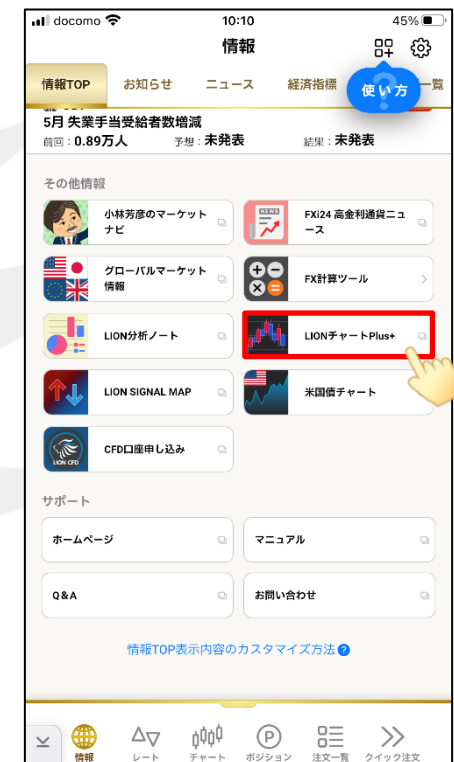 docomo 10:10 45%
情報
情報TOP お知らせ ニュース 経済指標 使い方 一覧
5月 失業手当受給者数増減
前回：0.89万人 予想：未発表 結果：未発表
その他情報
小林芳彦のマーケット
ナビ
NEWS
FXi24 高金利通貨ニュ
ース
グローバルマーケット
情報
FX計算ツール
LION分析ノート
LIONチャートPlus+
LION SIGNAL MAP
米国債チャート
LION CFD
CFD口座申し込み
サポート
ホームページ
マニュアル
Q&A
お問い合わせ
情報TOP表示内容のカスタマイズ方法 ?
情報 レート チャート P ポジション 注文一覧 クイック注文